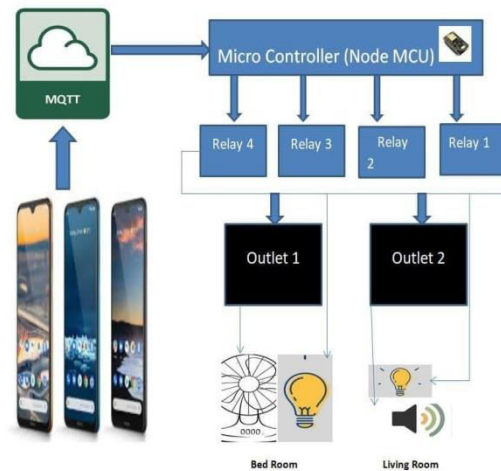 Micro Controller (Node MCU)
MQTT
Relay 4
Relay 3
Relay
2
Relay 1
Outlet 1
Outlet 2
Bed Room
Living Room